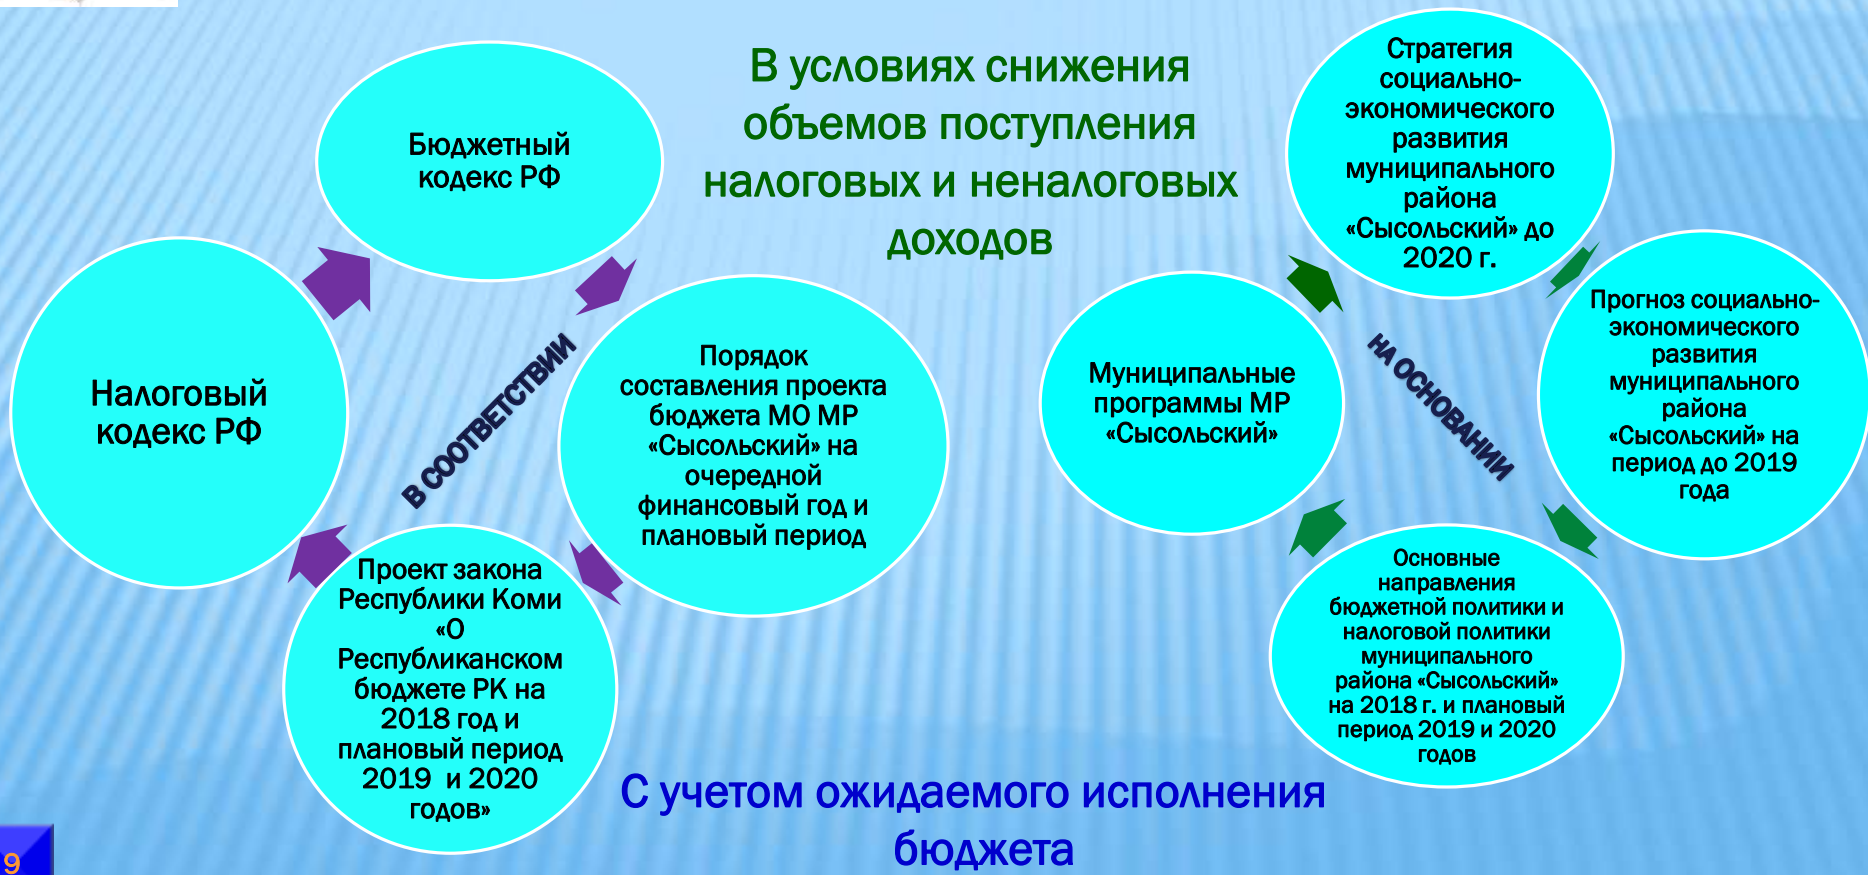 В условиях снижения
объемов поступления
налоговых и неналоговых
доходов
Бюджетный
кодекс РФ
Налоговый
кодекс РФ
В СООТВЕТСТВИИ
Порядок
составления проекта
бюджета МО МР
«Сысольский» на
очередной
финансовый год и
плановый период
Проект закона
Республики Коми
«О
Республиканском
бюджете РК на
2018 год и
плановый период
2019 и 2020
годов»
Стратегия
социально-
экономического
развития
муниципального
района
«Сысольский» до
2020 г.
Муниципальные
программы МР
«Сысольский»
НА ОСНОВАНИИ
Прогноз социально-
экономического
развития
муниципального
района
«Сысольский» на
период до 2019
года
Основные
направления
бюджетной политики и
налоговой политики
муниципального
района «Сысольский»
на 2018 г. и плановый
период 2019 и 2020
годов
С учетом ожидаемого исполнения
бюджета
9